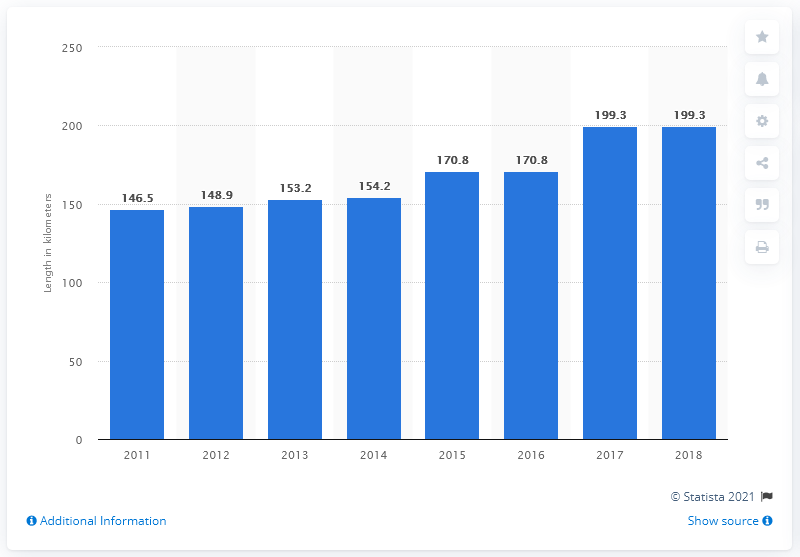 250
200
150
100
50
0
Length in kilometers
146.5
148.9
153.2
154.2
170.8
170.8
199.3
199.3
2011 2012 2013 2014 2015 2016 2017 2018
© Statista 2021
Additional Information
Show source